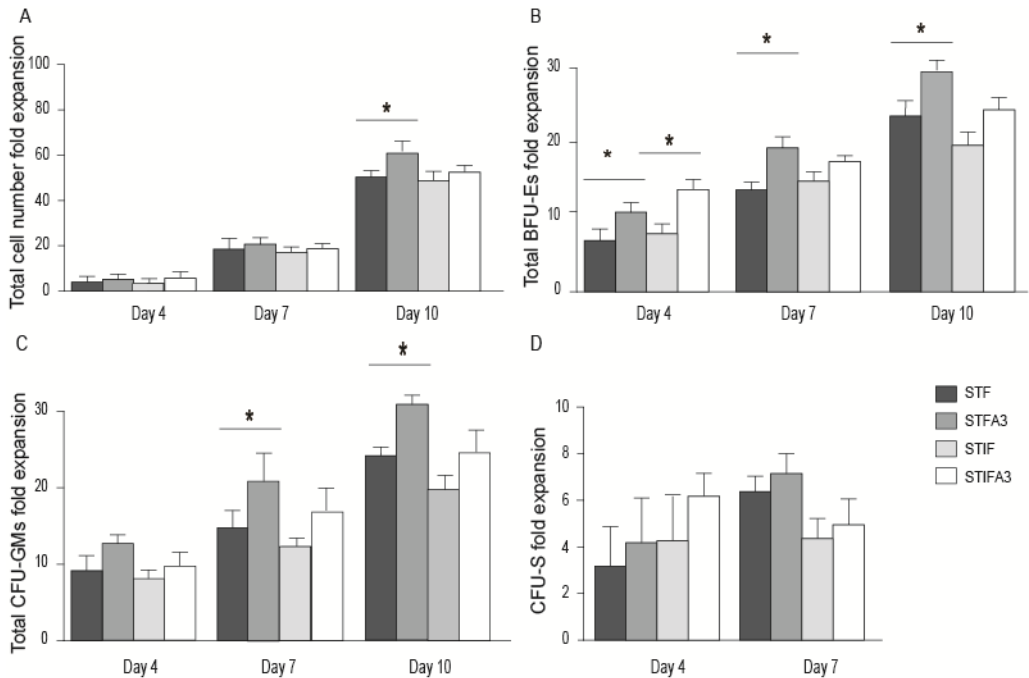 A
Total cell number fold expansion
100
80
60
40
20
0
*
Day 4 Day 7 Day 10
B
Total BFU-Es fold expansion
30
20
10
0
* * * *
Day 4 Day 7 Day 10
C
Total CFU-GMs fold expansion
30
20
10
0
* *
Day 4 Day 7 Day 10
D
CFU-S fold expansion
10
8
6
4
2
0
Day 4 Day 7
STF
STFA3
STIF
STIFA3